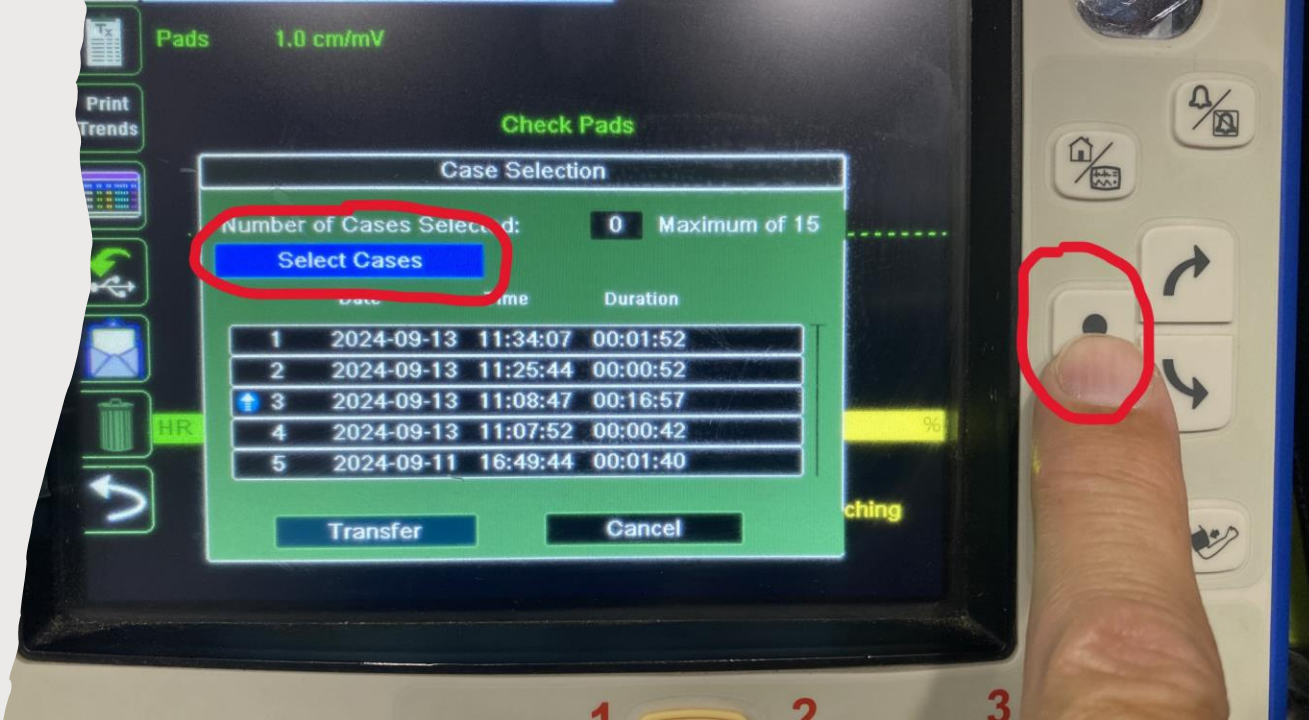 Tx
Pads 1.0 cm/mV
Print
Trends
Check Pads
Case Selection
Number of Cases Selected: 0 Maximum of 15
Select Cases
Date Time Duration
1 2024-09-13 11:34:07 00:01:52
2 2024-09-13 11:25:44 00:00:52
3 2024-09-13 11:08:47 00:16:57
4 2024-09-13 11:07:52 00:00:42
5 2024-09-11 16:49:44 00:01:40
HR %
ching
Transfer Cancel
1 2 3